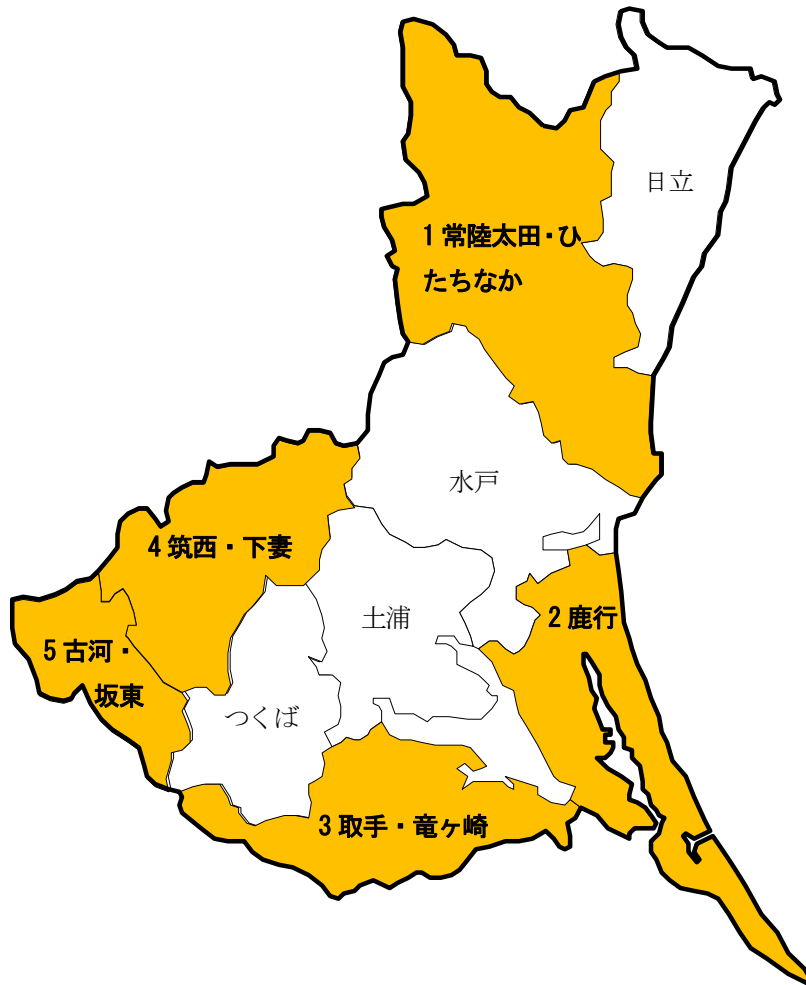 日立
1 常陸太田・ひ
たちなか
水戸
4 筑西・下妻
土浦
2 鹿行
5 古河・
坂東
つくば
3 取手・竜ヶ崎